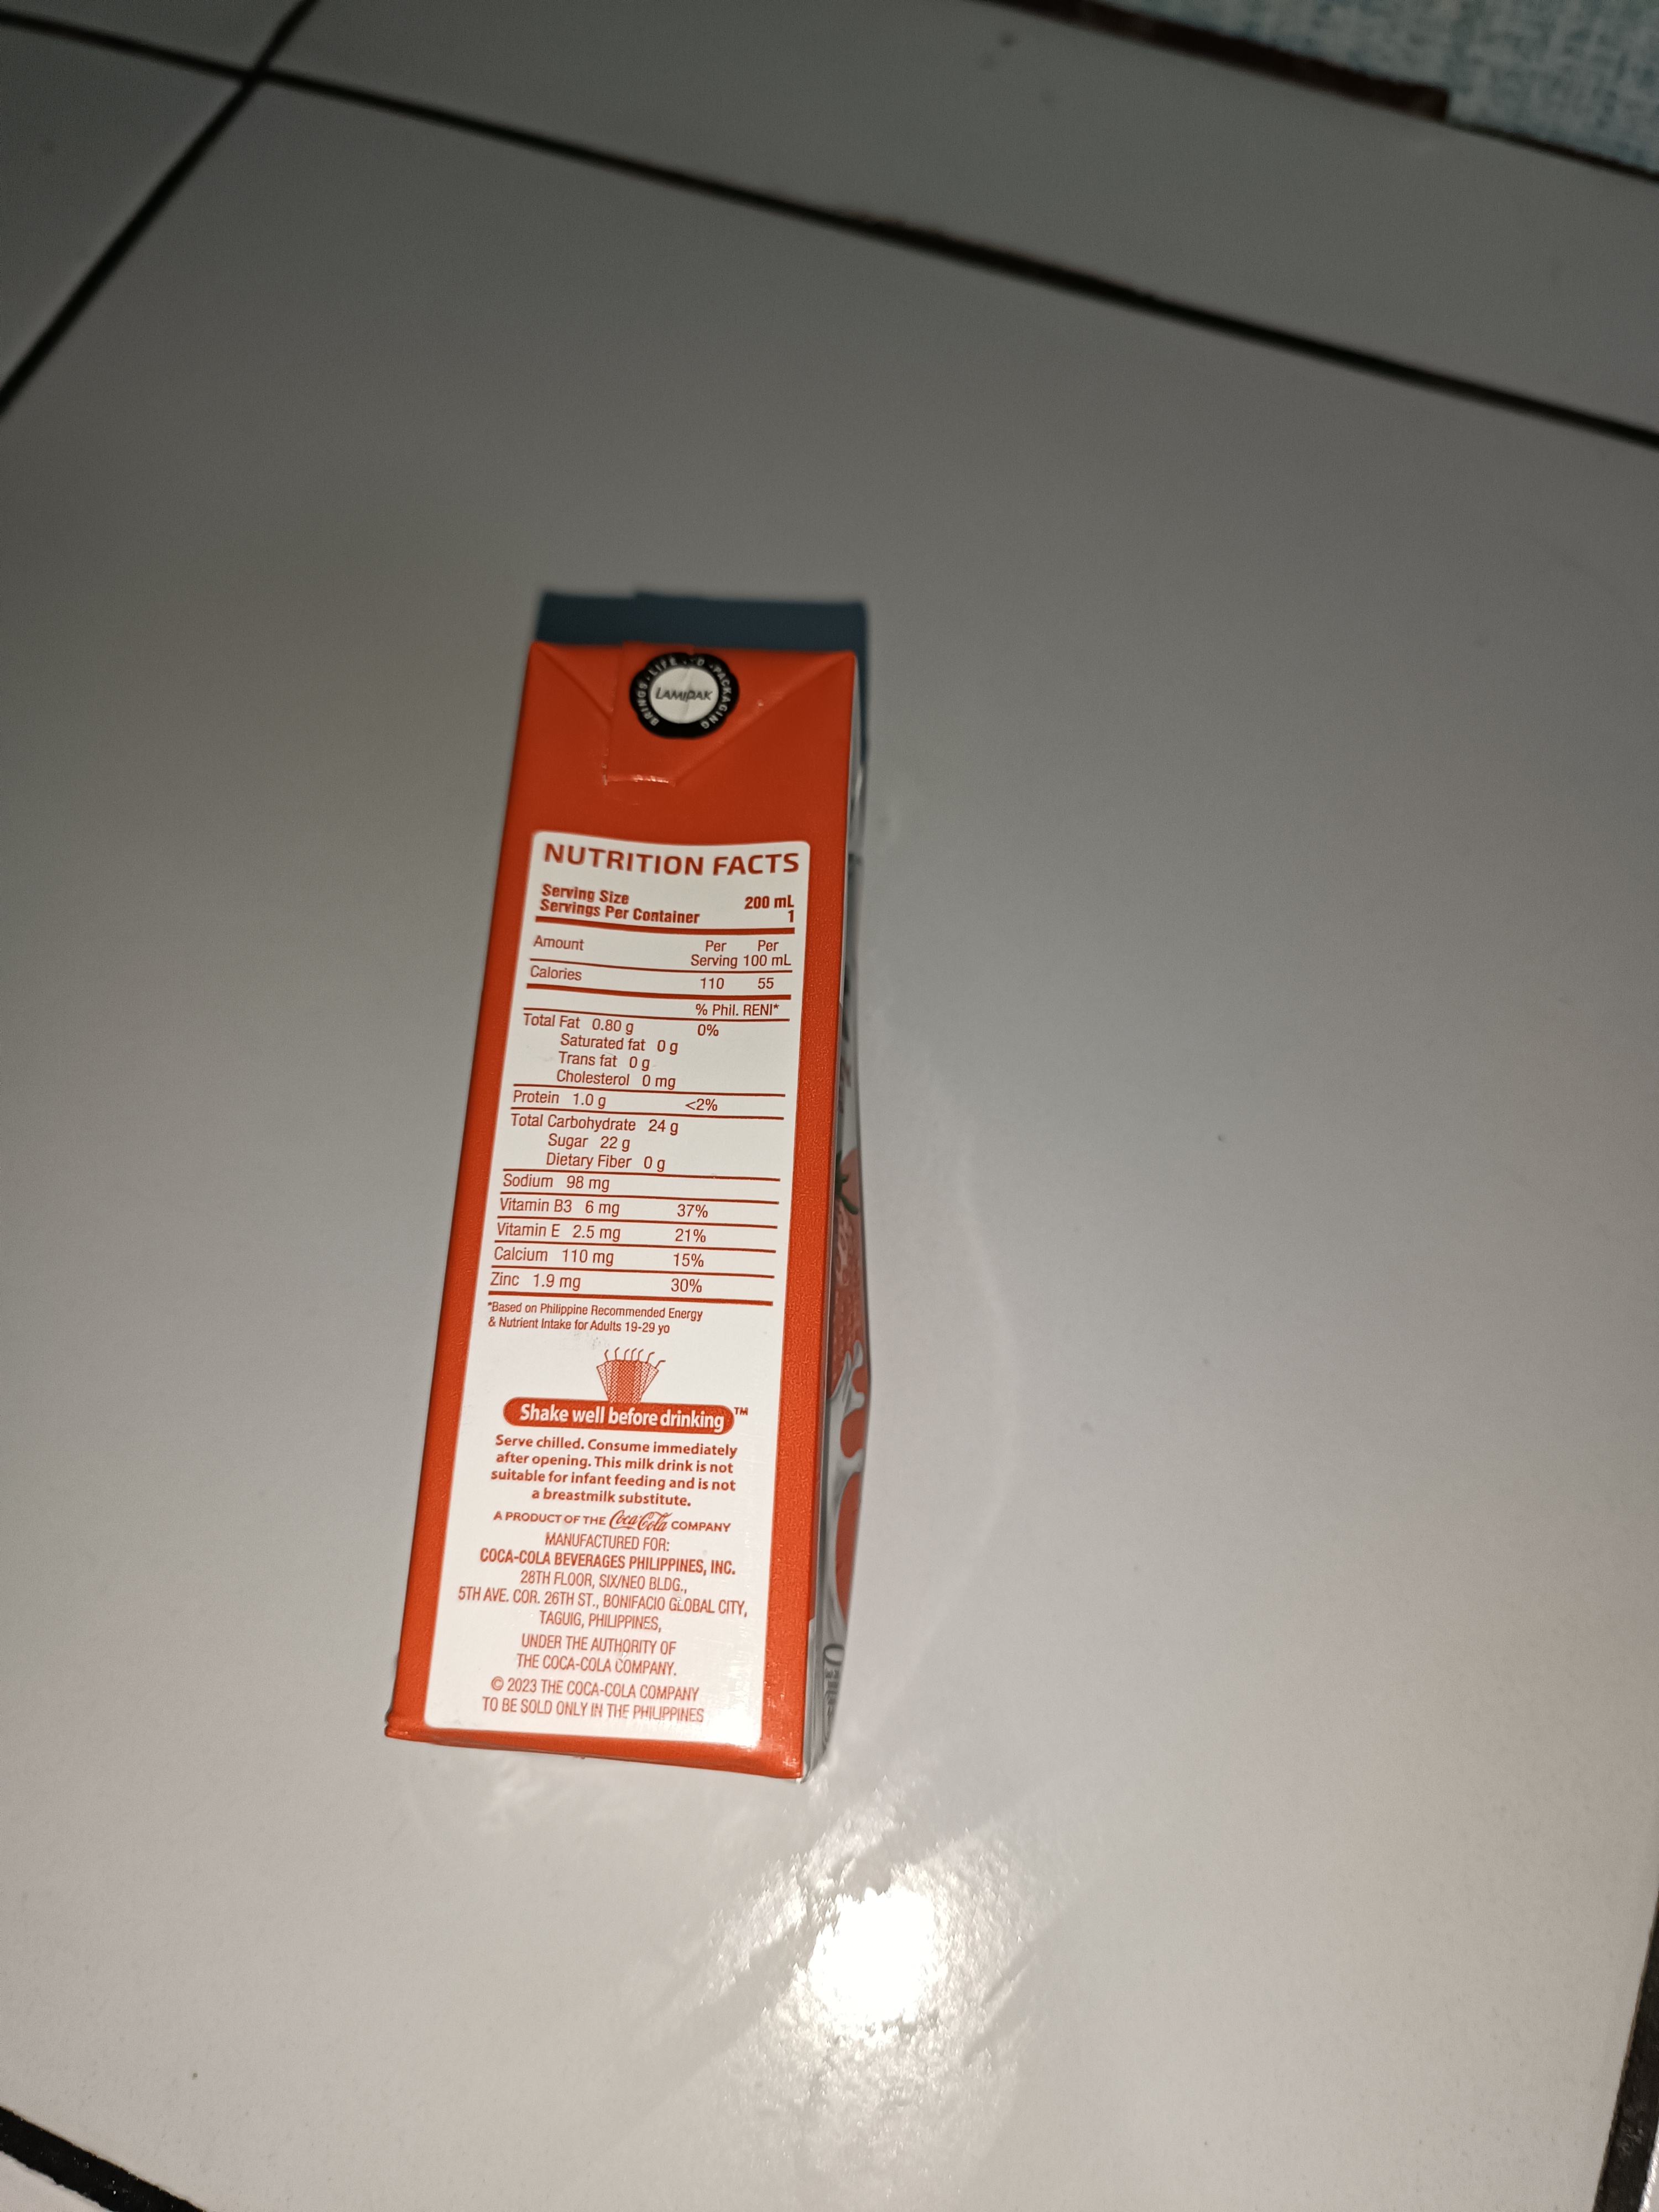 BRINGS · LIFE · TO · PACKAGING
LAMIPAK
NUTRITION FACTS
Serving Size 200 mL
Servings Per Container 1
Amount Per Serving Per 100 mL
Calories 110 55
% Phil. RENI*
Total Fat 0.80 g 0%
Saturated fat 0 g
Trans fat 0 g
Cholesterol 0 mg
Protein 1.0 g <2%
Total Carbohydrate 24 g
Sugar 22 g
Dietary Fiber 0 g
Sodium 98 mg
Vitamin B3 6 mg 37%
Vitamin E 2.5 mg 21%
Calcium 110 mg 15%
Zinc 1.9 mg 30%
*Based on Philippine Recommended Energy
& Nutrient Intake for Adults 19-29 yo
Shake well before drinking™
Serve chilled. Consume immediately
after opening. This milk drink is not
suitable for infant feeding and is not
a breastmilk substitute.
A PRODUCT OF THE Coca-Cola COMPANY
MANUFACTURED FOR:
COCA-COLA BEVERAGES PHILIPPINES, INC.
28TH FLOOR, SIX/NEO BLDG.,
5TH AVE. COR. 26TH ST., BONIFACIO GLOBAL CITY,
TAGUIG, PHILIPPINES,
UNDER THE AUTHORITY OF
THE COCA-COLA COMPANY.
© 2023 THE COCA-COLA COMPANY
TO BE SOLD ONLY IN THE PHILIPPINES